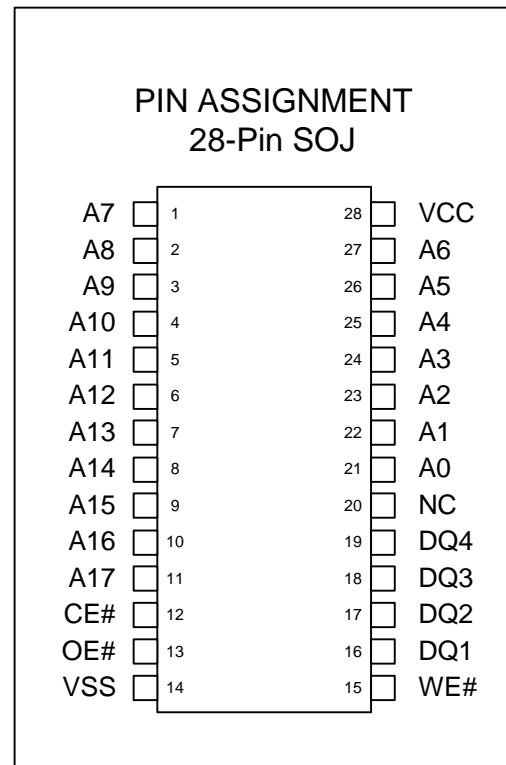 PIN ASSIGNMENT
28-Pin SOJ
A7 1 28 VCC
A8 2 27 A6
A9 3 26 A5
A10 4 25 A4
A11 5 24 A3
A12 6 23 A2
A13 7 22 A1
A14 8 21 A0
A15 9 20 NC
A16 10 19 DQ4
A17 11 18 DQ3
CE# 12 17 DQ2
OE# 13 16 DQ1
VSS 14 15 WE#